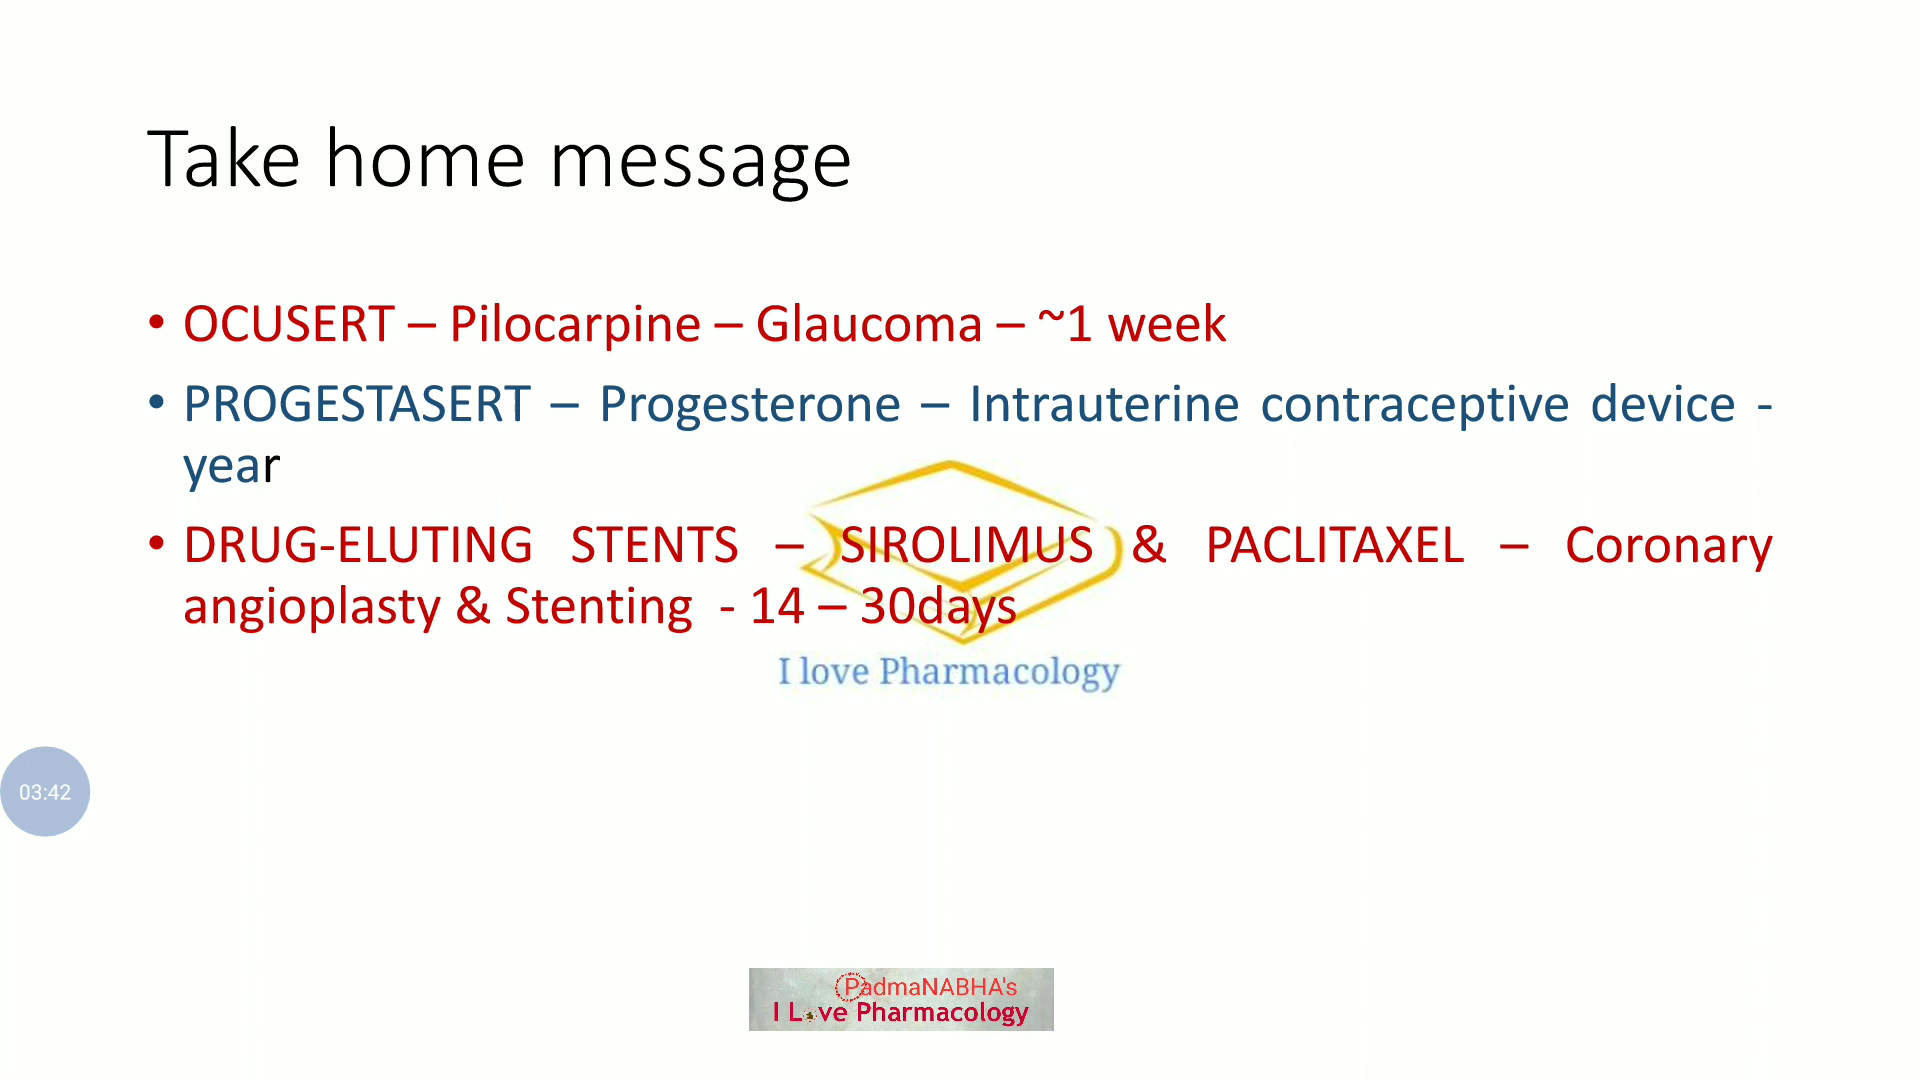 Take home message
• OCUSERT – Pilocarpine – Glaucoma – ~1 week
• PROGESTASERT – Progesterone – Intrauterine contraceptive device -
year
• DRUG-ELUTING STENTS – SIROLIMUS & PACLITAXEL – Coronary
angioplasty & Stenting - 14 – 30days
I love Pharmacology
03:42
PadmaNABHA's
I Love Pharmacology